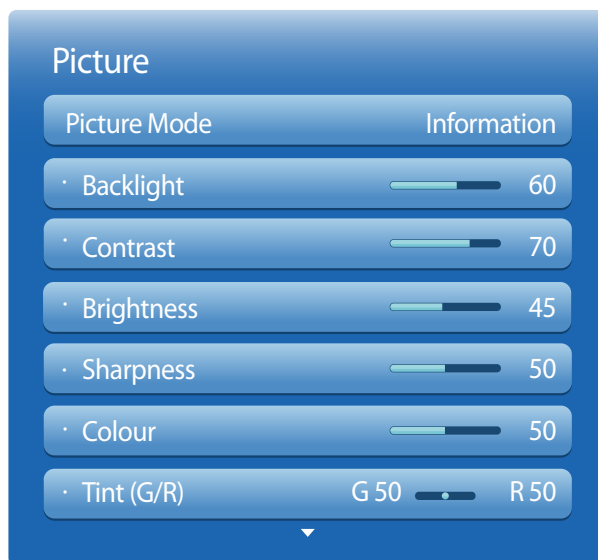 Picture
Picture Mode Information
· Backlight 60
· Contrast 70
· Brightness 45
· Sharpness 50
· Colour 50
· Tint (G/R) G 50 R 50